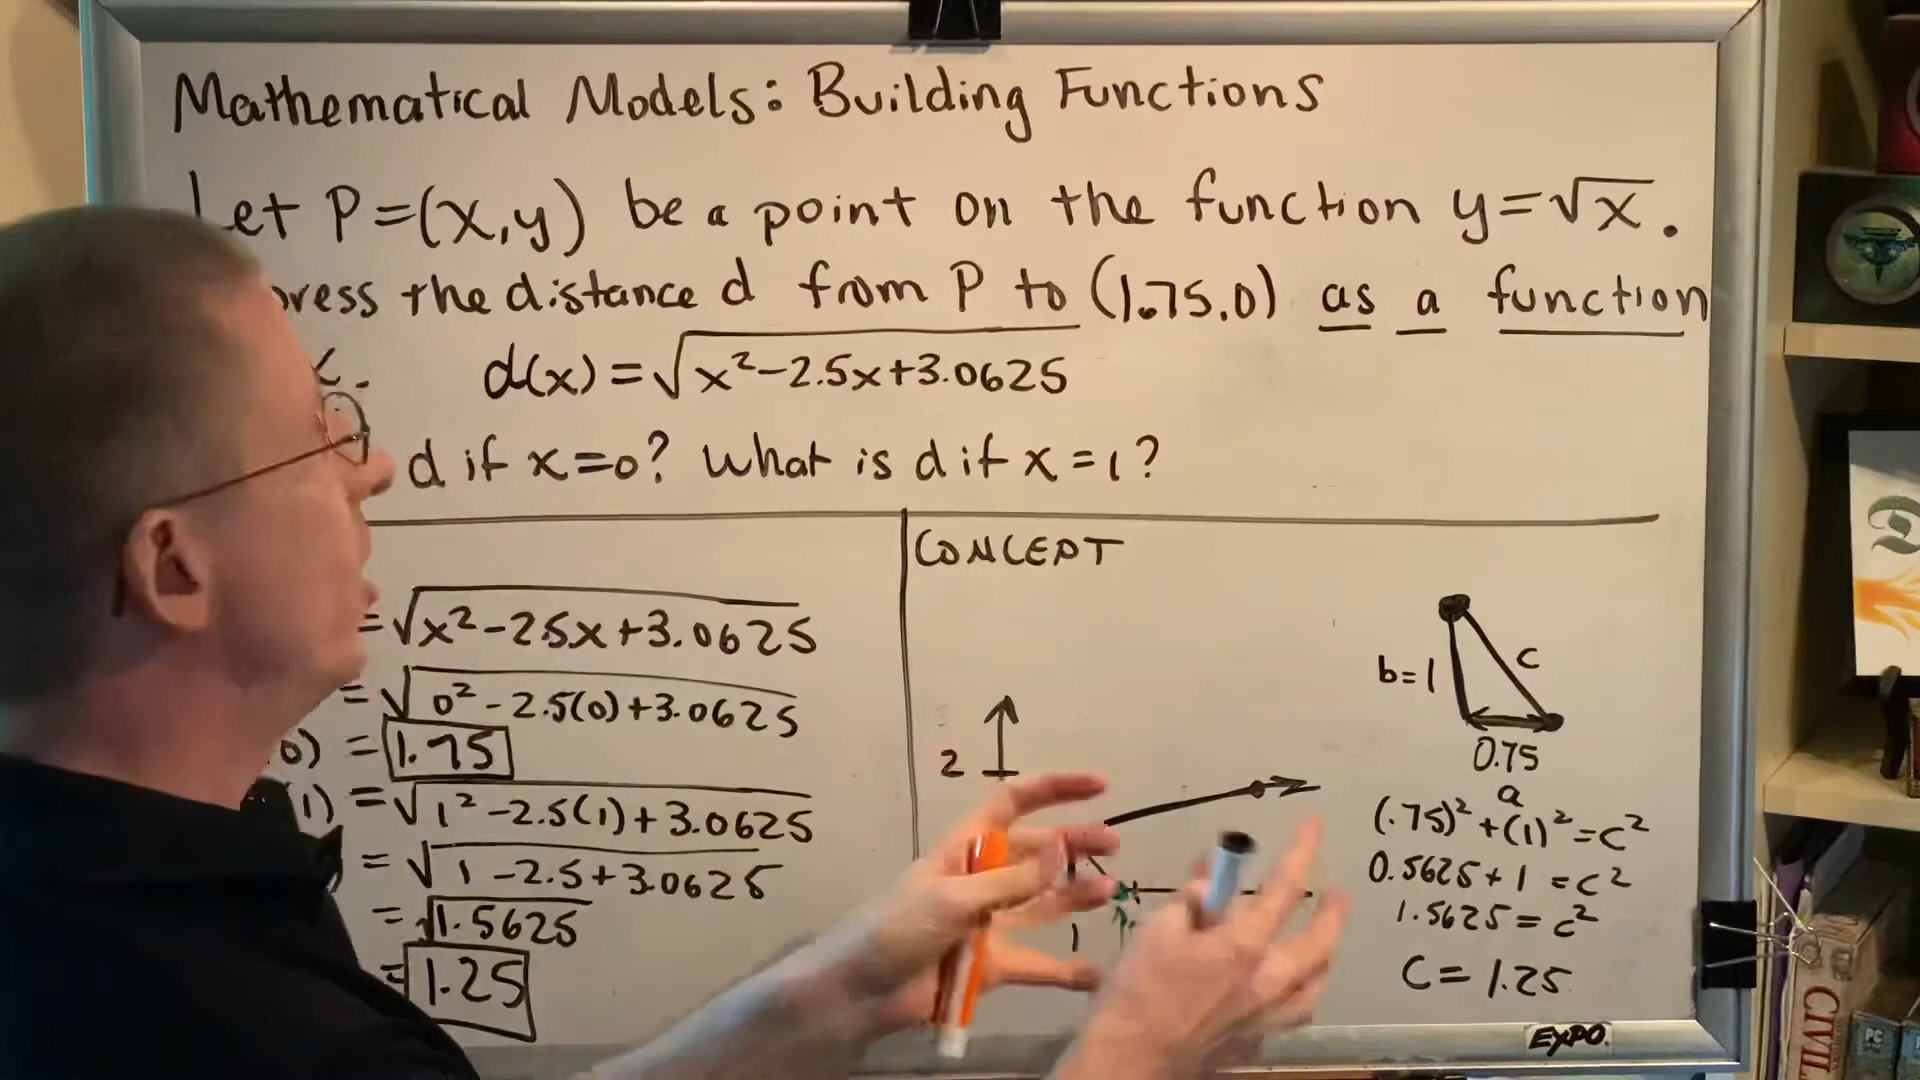 Mathematical Models: Building Functions
Let P=(x,y) be a point on the function y=√x.
press the distance d from P to (1.75,0) as a function
x. d(x)=√x²-2.5x+3.0625
d if x=0? What is d if x=1?
=√x²-2.5x+3.0625
=√0²-2.5(0)+3.0625
0) = 1.75
(1) =√1²-2.5(1)+3.0625
) =√1-2.5+3.0625
=√1.5625
= 1.25
CONCEPT
2
1
b=1
c
0.75
a
(.75)²+(1)²=c²
0.5625+1=c²
1.5625=c²
C=1.25
EXPO.
CIVIL
PC